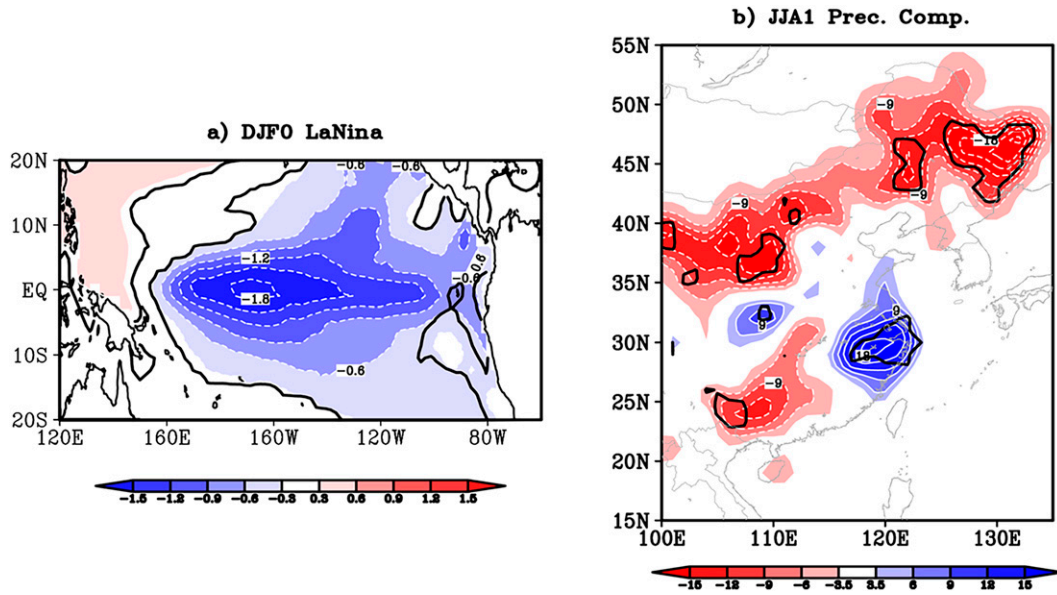 a) DJF0 LaNina
20N
10N
EQ
10S
20S
-0.6
-0.6
-1.2
-1.8
-0.6
0.6
-0.6
120E 160E 160W 120W 80W
-1.5 -1.2 -0.9 -0.6 -0.3 0.3 0.6 0.9 1.2 1.5
b) JJA1 Prec. Comp.
55N
50N
45N
40N
35N
30N
25N
20N
15N
-9
-18
-9
-9
9
9
18
-9
100E 110E 120E 130E
-15 -12 -9 -6 -3.5 3.5 6 9 12 15